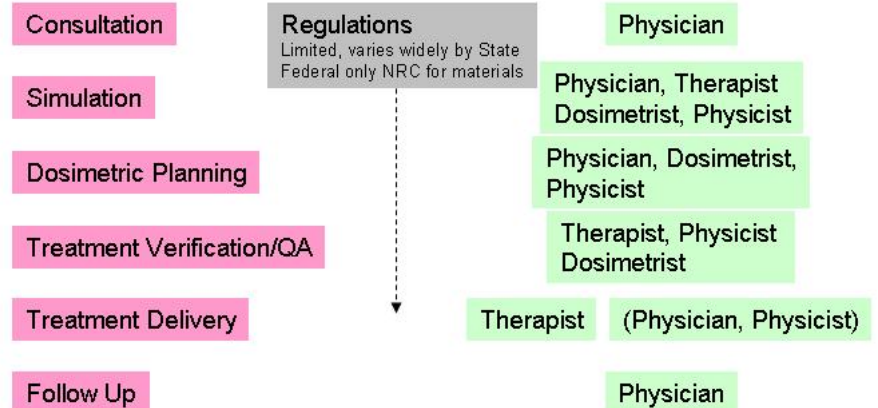 Consultation
Regulations
Limited, varies widely by State
Federal only NRC for materials
Physician
Simulation
Physician, Therapist
Dosimetrist, Physicist
Dosimetric Planning
Physician, Dosimetrist,
Physicist
Treatment Verification/QA
Therapist, Physicist
Dosimetrist
Treatment Delivery
Therapist
(Physician, Physicist)
Follow Up
Physician